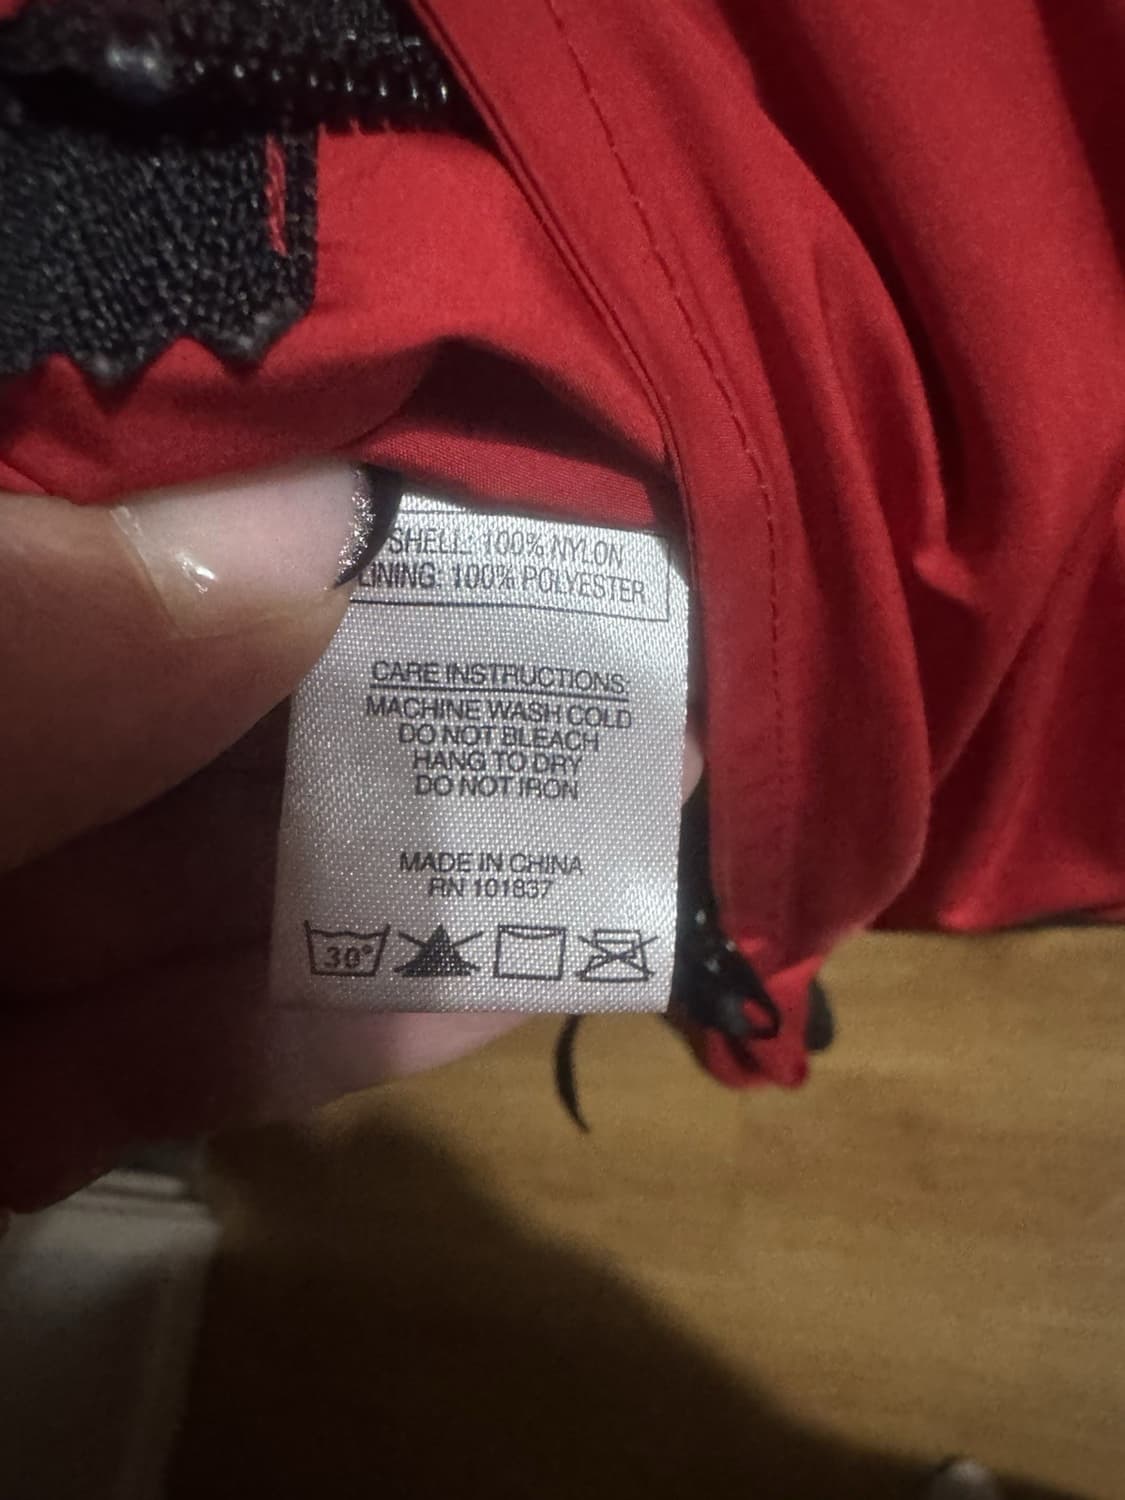 SHELL: 100% NYLON
LINING: 100% POLYESTER
CARE INSTRUCTIONS:
MACHINE WASH COLD
DO NOT BLEACH
HANG TO DRY
DO NOT IRON
MADE IN CHINA
RN 101837
30°